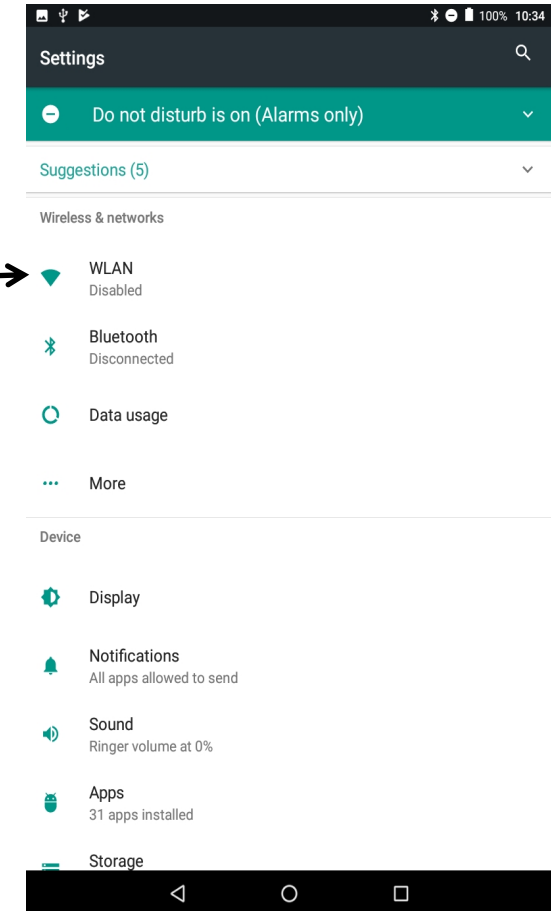 100% 10:34
Settings
Do not disturb is on (Alarms only)
Suggestions (5)
Wireless & networks
WLAN
Disabled
Bluetooth
Disconnected
Data usage
More
Device
Display
Notifications
All apps allowed to send
Sound
Ringer volume at 0%
Apps
31 apps installed
Storage